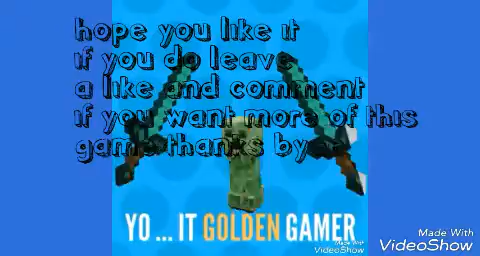 hope you like it
if you do leave
a like and comment
if you want more of this
game thanks by
YO ... IT GOLDEN GAMER
Made With
VideoShow
Made With
VideoShow